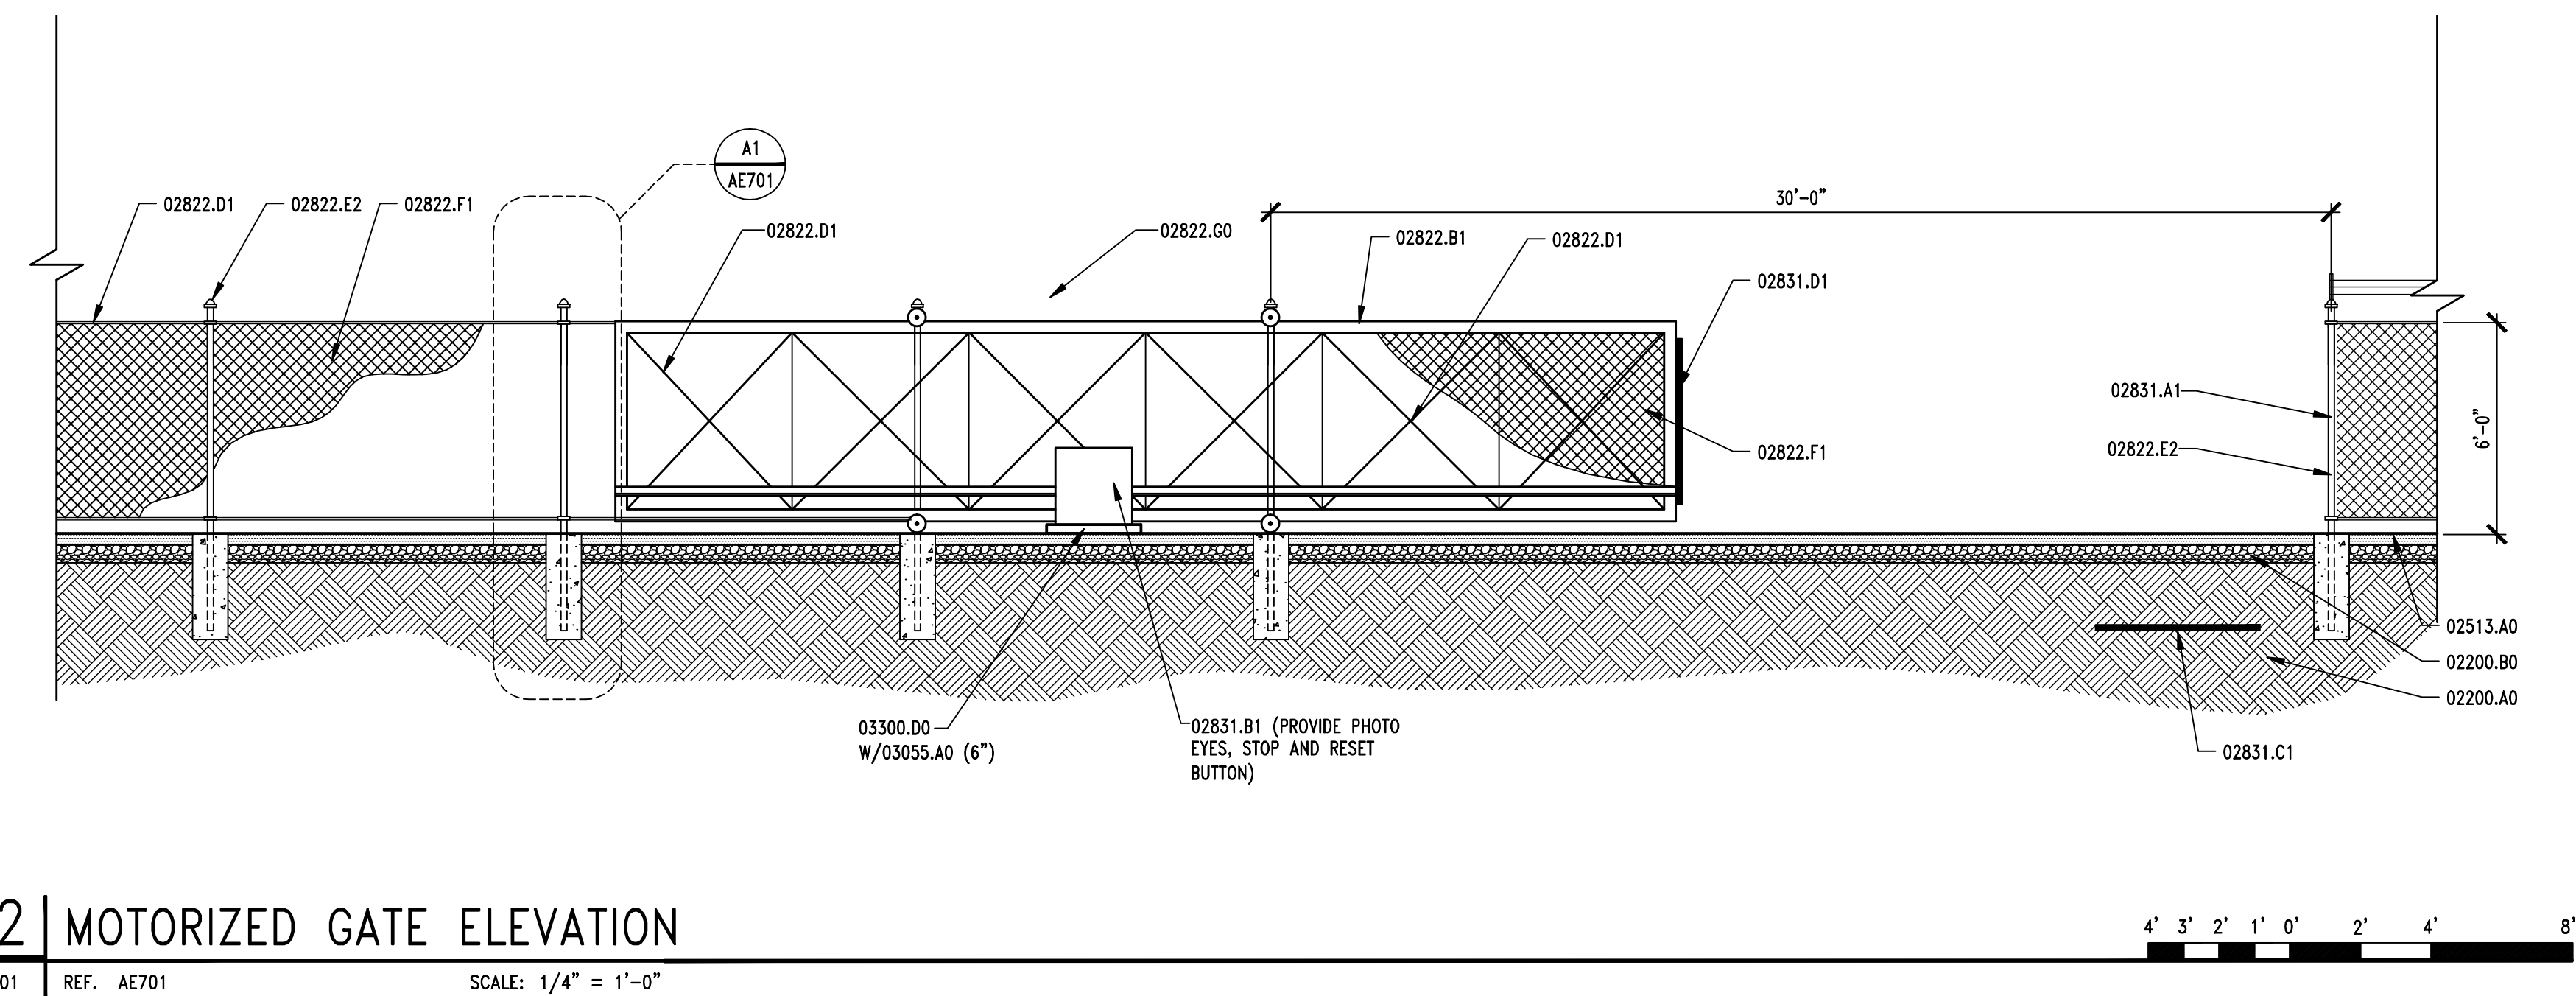 A1
AE701
02822.D1
02822.E2
02822.F1
02822.D1
02822.G0
30'-0"
02822.B1
02822.D1
02831.D1
02831.A1
02822.E2
02822.F1
6'-0"
02513.A0
02200.B0
02200.A0
02831.C1
03300.D0
W/03055.A0 (6")
02831.B1 (PROVIDE PHOTO
EYES, STOP AND RESET
BUTTON)
2
MOTORIZED GATE ELEVATION
01
REF. AE701
SCALE: 1/4" = 1'-0"
4' 3' 2' 1' 0' 2' 4' 8'